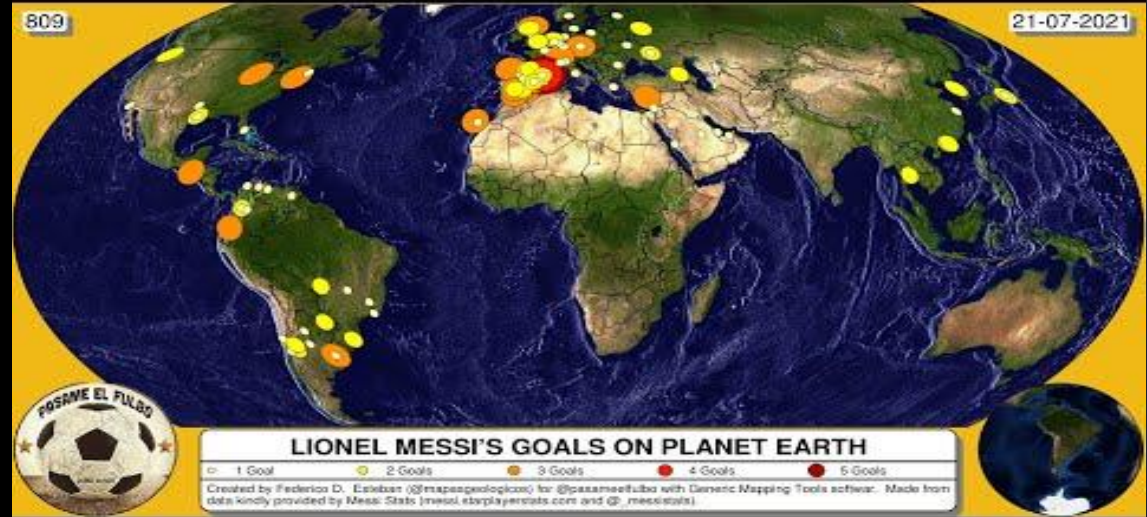 809
21-07-2021
PASAME EL FULBO
LIONEL MESSI'S GOALS ON PLANET EARTH
1 Goal 2 Goals 3 Goals 4 Goals 5 Goals
Created by Federico D. Esteban (@mapasgeologicos) for @pasameelfulbo with Generic Mapping Tools softwar. Made from
data kindly provided by Messi Stats (messi.starplayerstats.com and @_messistats).